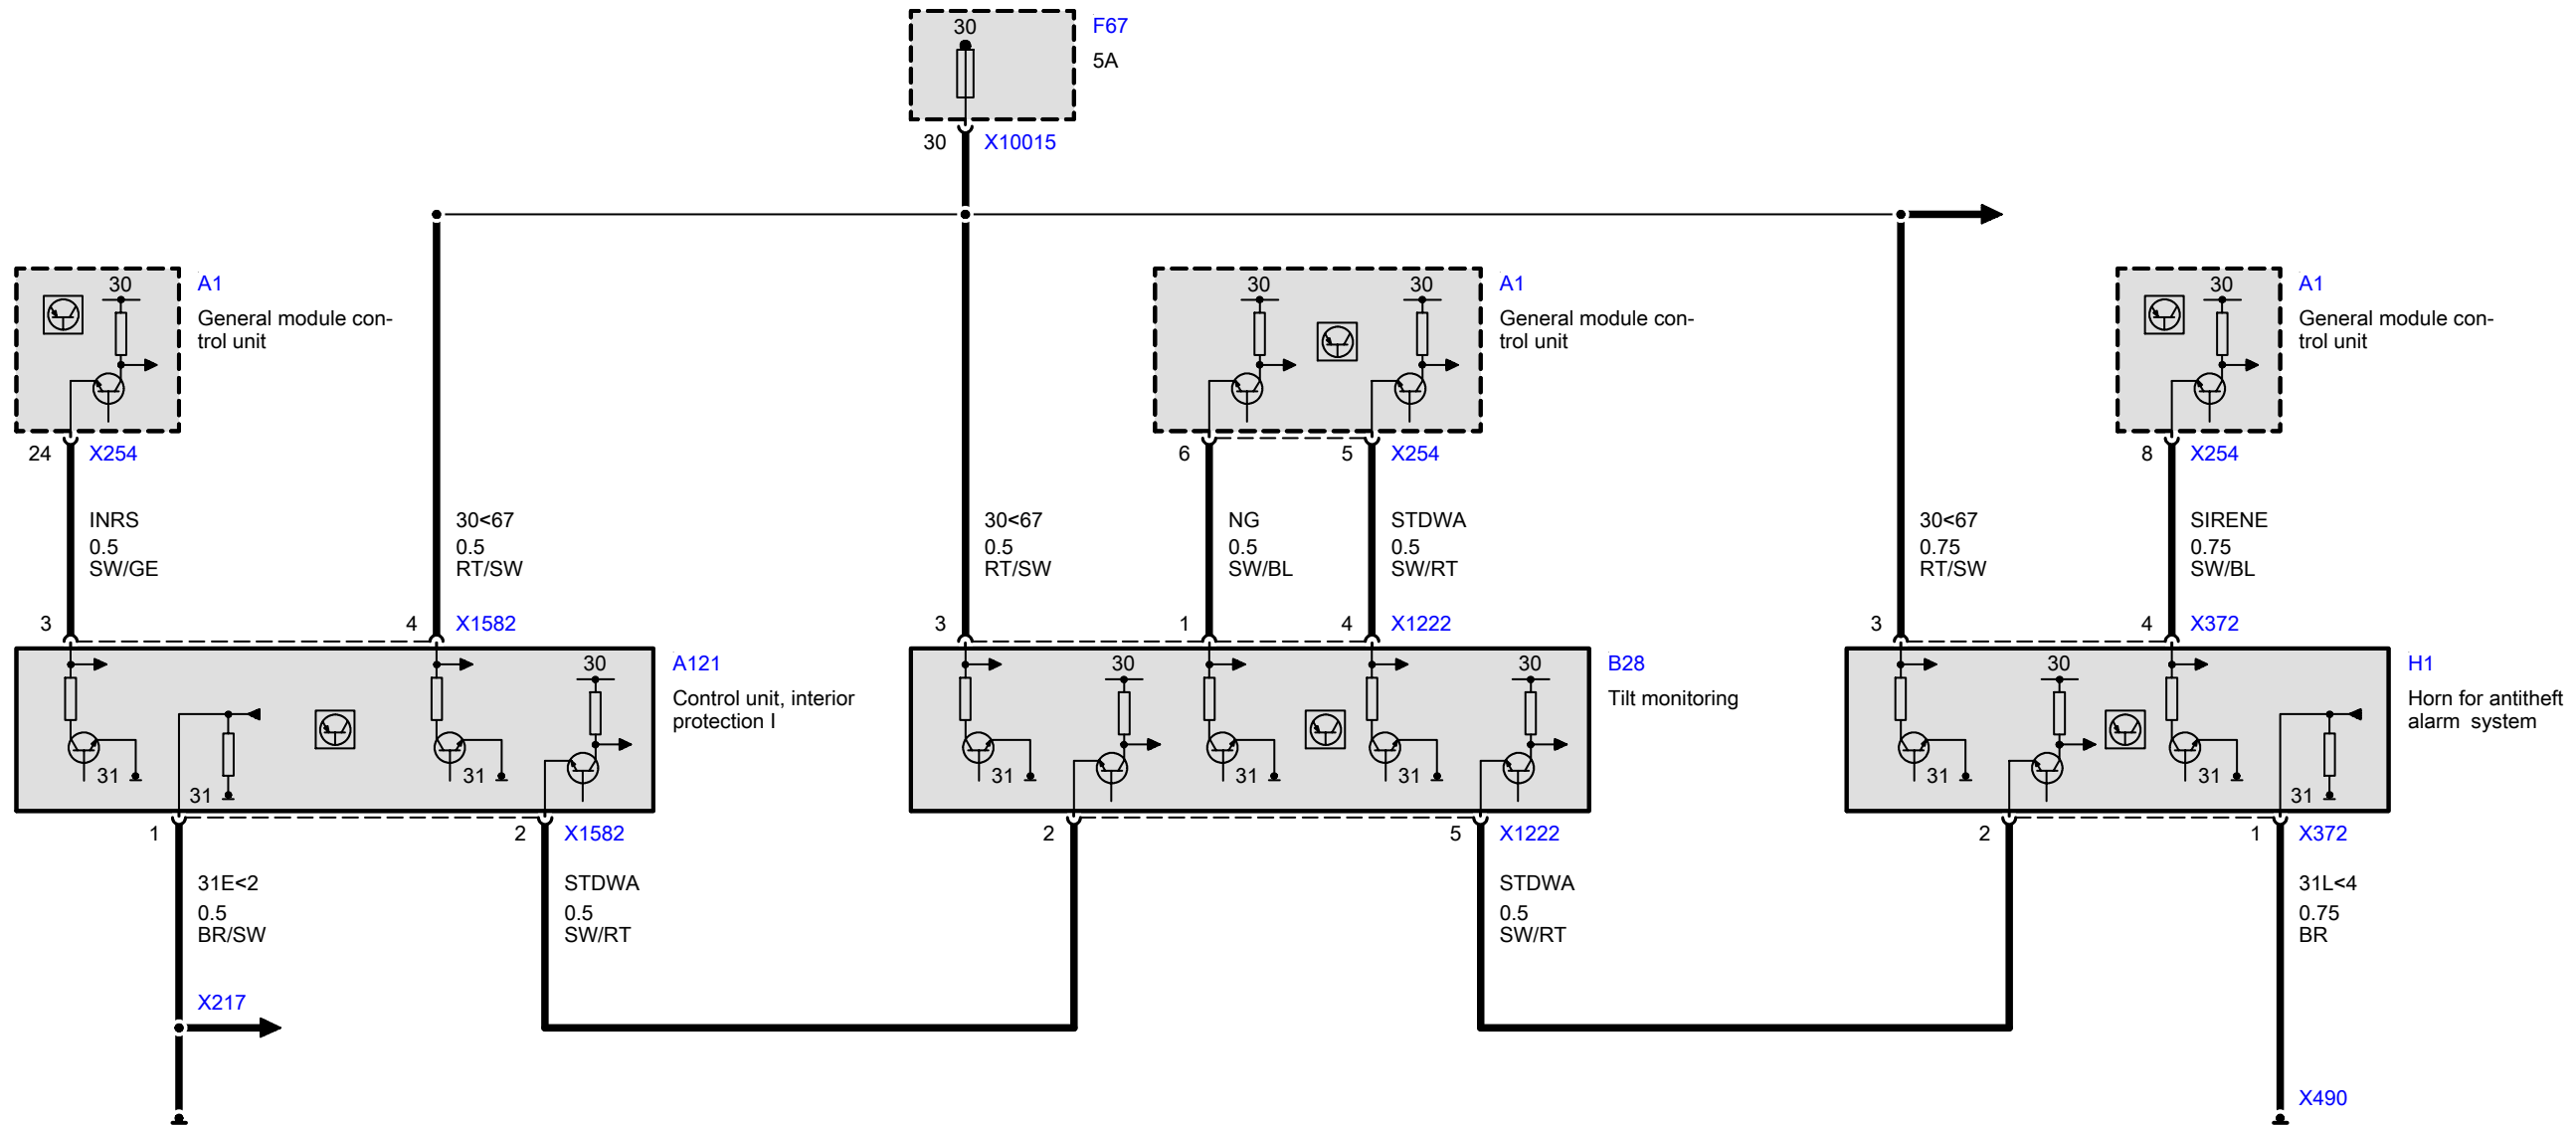 30
F67
5A
30
X10015
30
A1
General module con-
trol unit
30
30
A1
General module con-
trol unit
30
A1
General module con-
trol unit
24
X254
6
5
X254
8
X254
INRS
0.5
SW/GE
30<67
0.5
RT/SW
30<67
0.5
RT/SW
NG
0.5
SW/BL
STDWA
0.5
SW/RT
30<67
0.75
RT/SW
SIRENE
0.75
SW/BL
3
4
X1582
3
1
4
X1222
3
4
X372
30
A121
Control unit, interior
protection I
31
31
31
30
30
B28
Tilt monitoring
31
31
31
30
H1
Horn for antitheft
alarm system
31
31
31
1
2
X1582
2
5
X1222
2
1
X372
31E<2
0.5
BR/SW
STDWA
0.5
SW/RT
STDWA
0.5
SW/RT
31L<4
0.75
BR
X217
X490